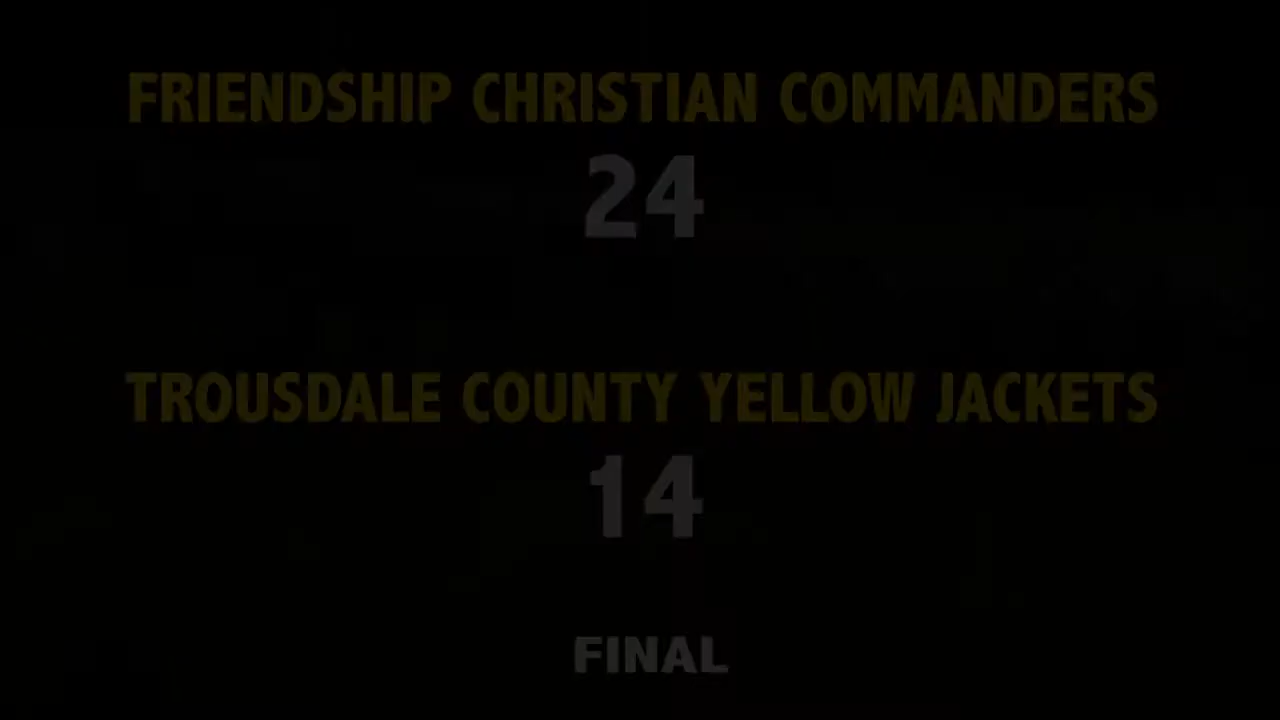 FRIENDSHIP CHRISTIAN COMMANDERS
24
TROUSDALE COUNTY YELLOW JACKETS
14
FINAL